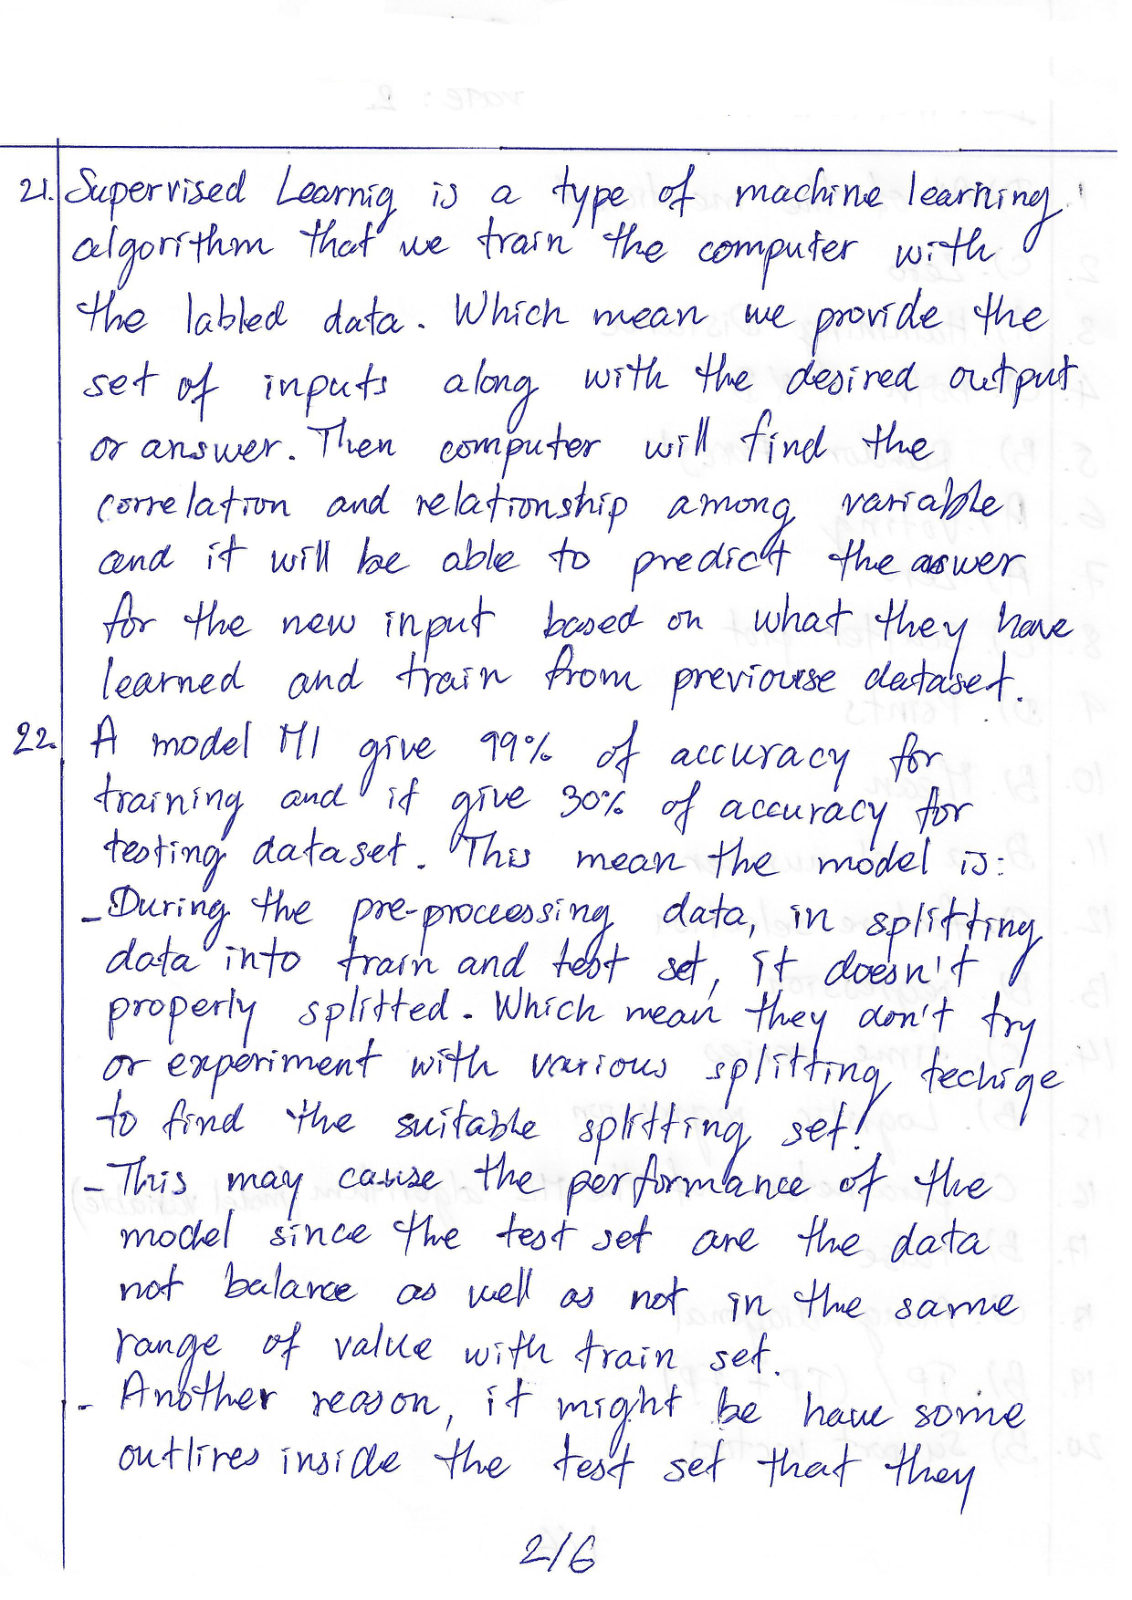 21. Supervised Learnig is a type of machine learning
algorithm that we train the computer with
the labled data. Which mean we provide the
set of inputs along with the desired output
or answer. Then computer will find the
correlation and relationship among variable
and it will be able to predict the aswer
for the new input based on what they have
learned and train from previourse dataset.
22. A model M1 give 99% of accuracy for
training and it give 30% of accuracy for
testing dataset. This mean the model is:
- During the pre-processing data, in splitting
data into train and test set, it doesn't
properly splitted. Which mean they don't try
or experiment with various splitting techiqe
to find the suitable splitting set.
- This may cause the performance of the
model since the test set are the data
not balance as well as not in the same
range of value with train set.
- Another reason, it might be have some
outlires inside the test set that they
2/6